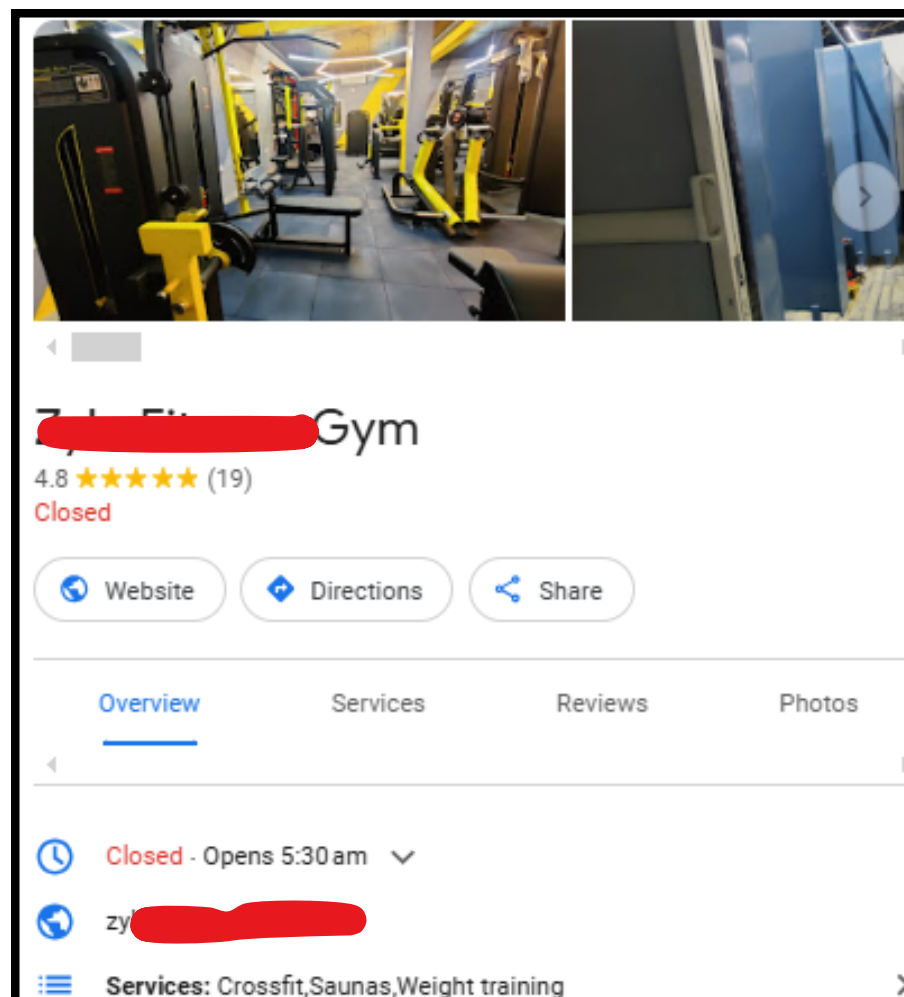 Gym
4.8 (19)
Closed
Website
Directions
Share
Overview
Services
Reviews
Photos
Closed - Opens 5:30 am
Services: Crossfit,Saunas,Weight training